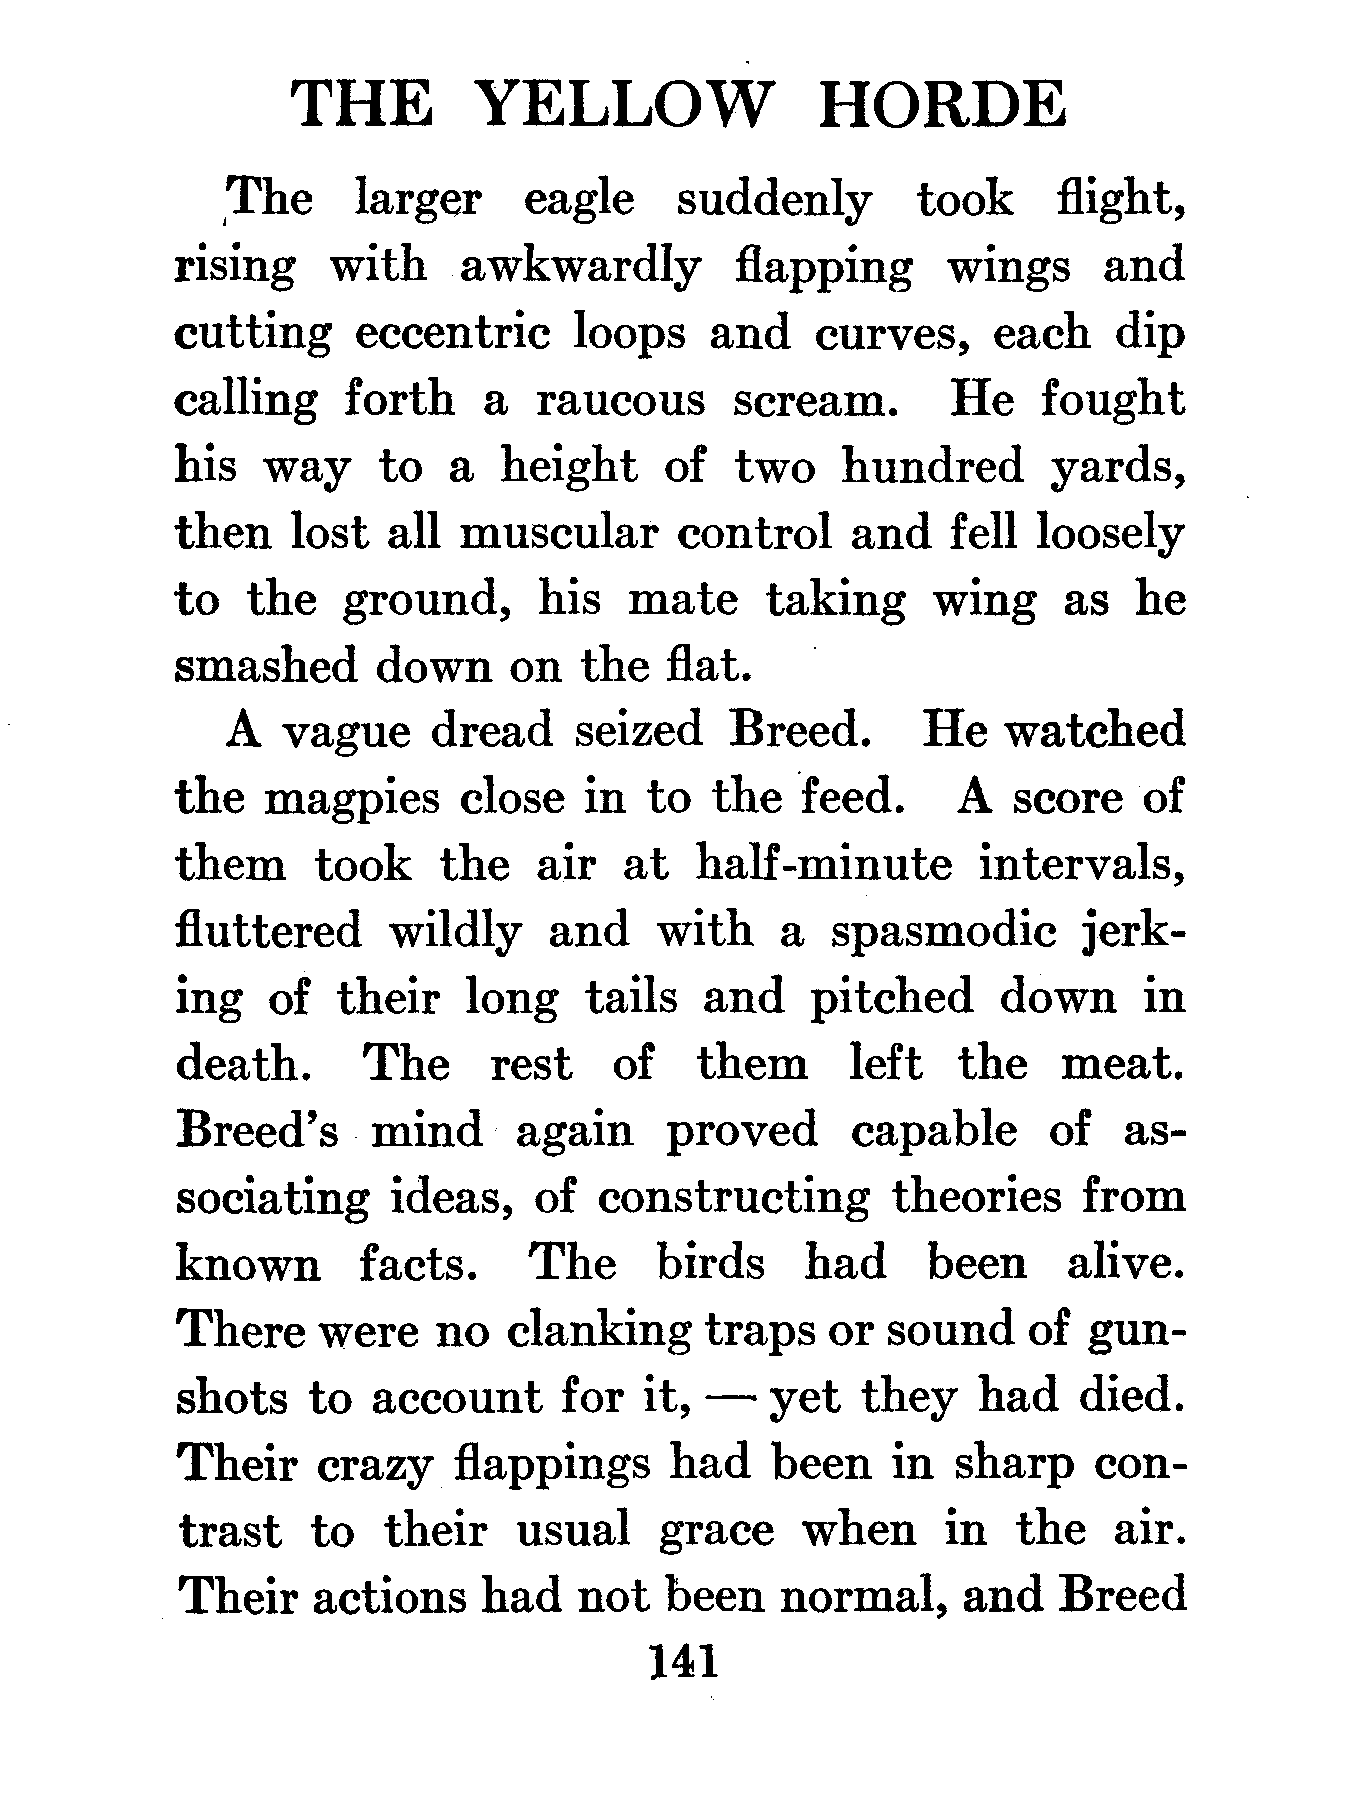 THE YELLOW HORDE
The larger eagle suddenly took flight,
rising with awkwardly flapping wings and
cutting eccentric loops and curves, each dip
calling forth a raucous scream. He fought
his way to a height of two hundred yards,
then lost all muscular control and fell loosely
to the ground, his mate taking wing as he
smashed down on the flat.
A vague dread seized Breed. He watched
the magpies close in to the feed. A score of
them took the air at half-minute intervals,
fluttered wildly and with a spasmodic jerk-
ing of their long tails and pitched down in
death. The rest of them left the meat.
Breed's mind again proved capable of as-
sociating ideas, of constructing theories from
known facts. The birds had been alive.
There were no clanking traps or sound of gun-
shots to account for it, — yet they had died.
Their crazy flappings had been in sharp con-
trast to their usual grace when in the air.
Their actions had not been normal, and Breed
141